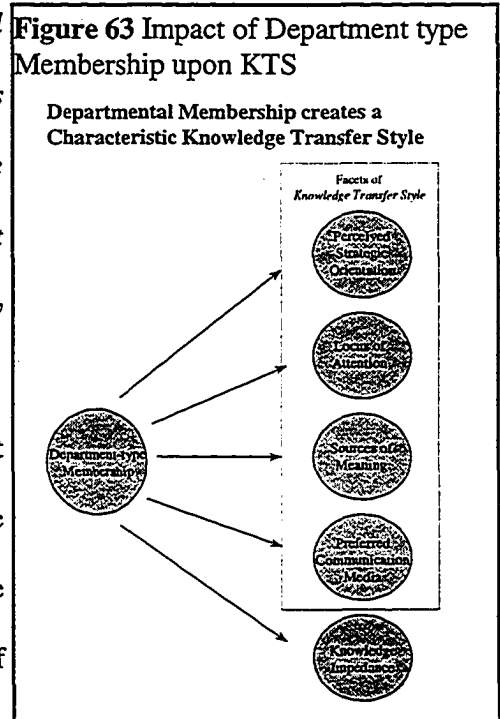 Figure 63 Impact of Department type
Membership upon KTS
Departmental Membership creates a
Characteristic Knowledge Transfer Style
Facets of
Knowledge Transfer Style
Perceived
Strategic
Orientation
Locus of
Attention
Sources of
Meaning
Department-type
Membership
Preferred
Communication
Media
Knowledge
Impedance